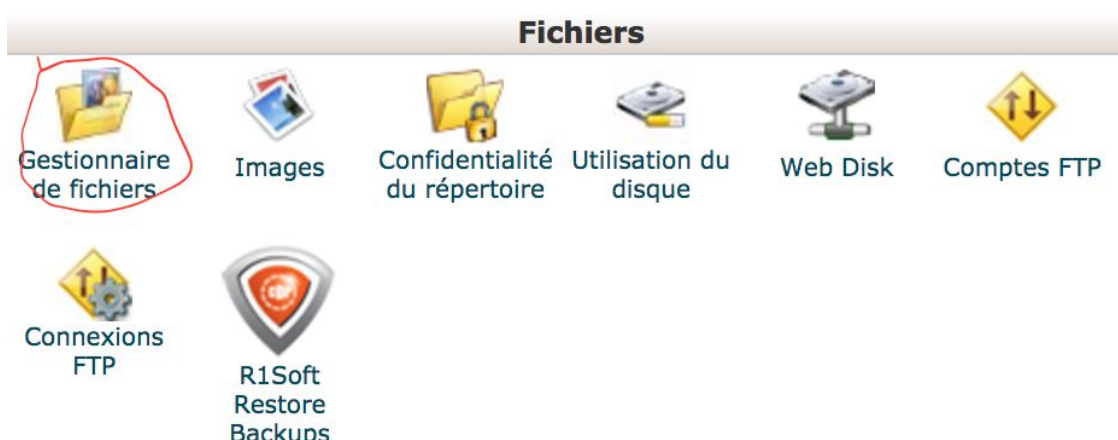 Fichiers
Gestionnaire
de fichiers
Images
Confidentialité
du répertoire
Utilisation du
disque
Web Disk
Comptes FTP
Connexions
FTP
R1Soft
Restore
Backups